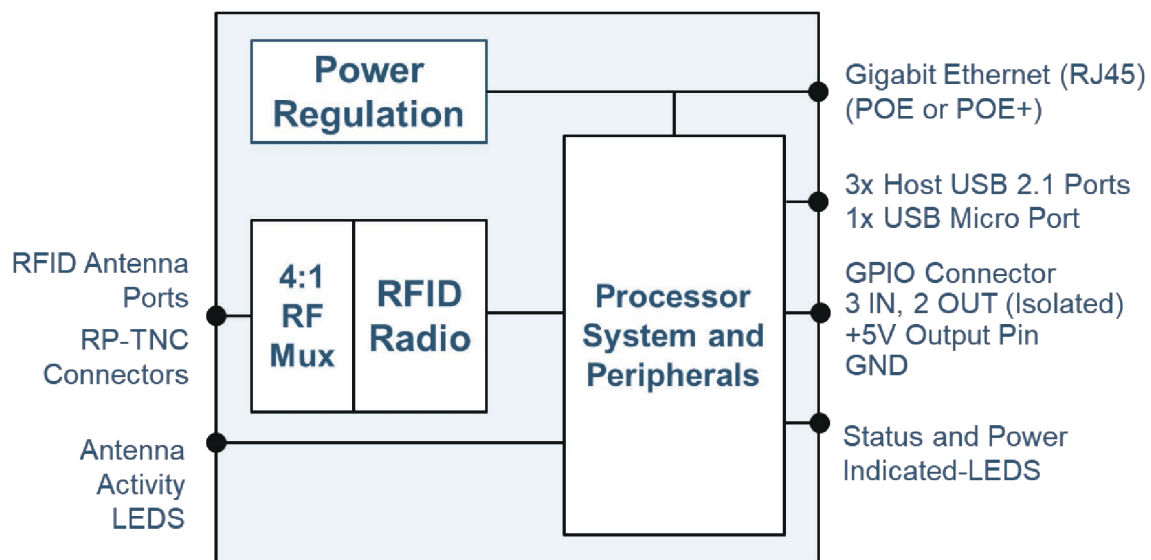 Power
Regulation
Gigabit Ethernet (RJ45)
(POE or POE+)
3x Host USB 2.1 Ports
1x USB Micro Port
RFID Antenna
Ports
RP-TNC
Connectors
4:1
RF
Mux
RFID
Radio
Processor
System and
Peripherals
GPIO Connector
3 IN, 2 OUT (Isolated)
+5V Output Pin
GND
Antenna
Activity
LEDS
Status and Power
Indicated-LEDS